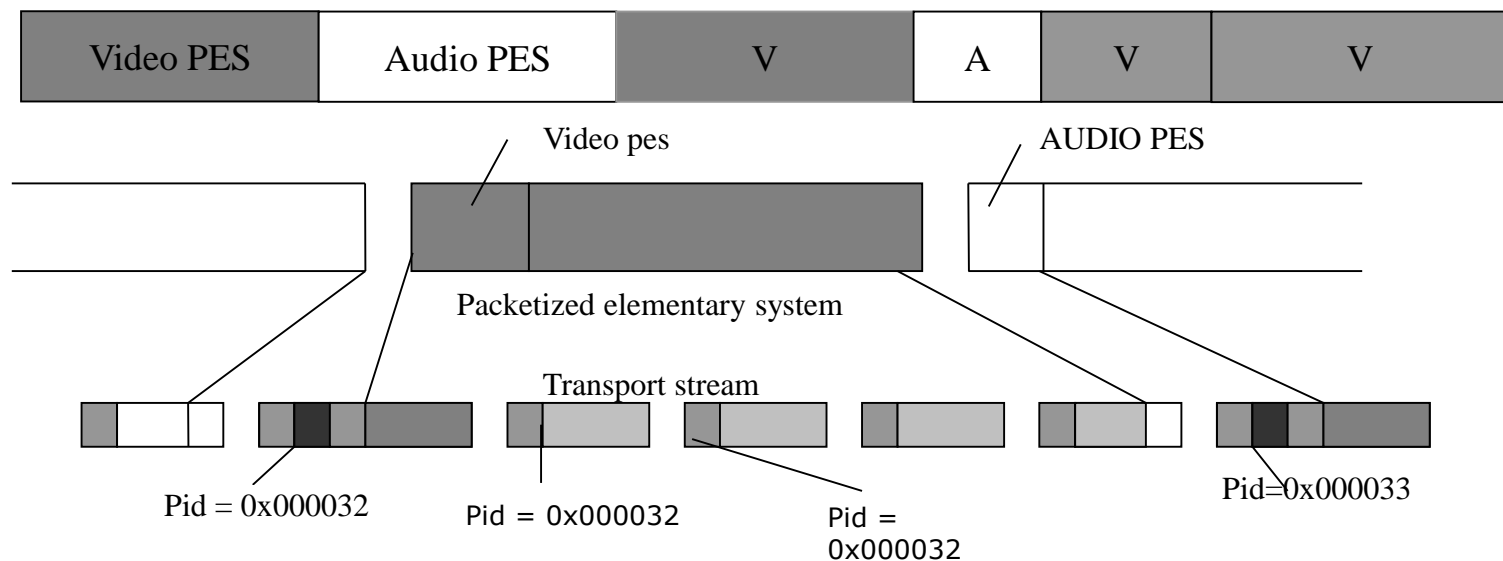 Video PES Audio PES V A V V
Video pes AUDIO PES
Packetized elementary system
Transport stream
Pid = 0x000032 Pid = 0x000032 Pid = Pid=0x000033
0x000032